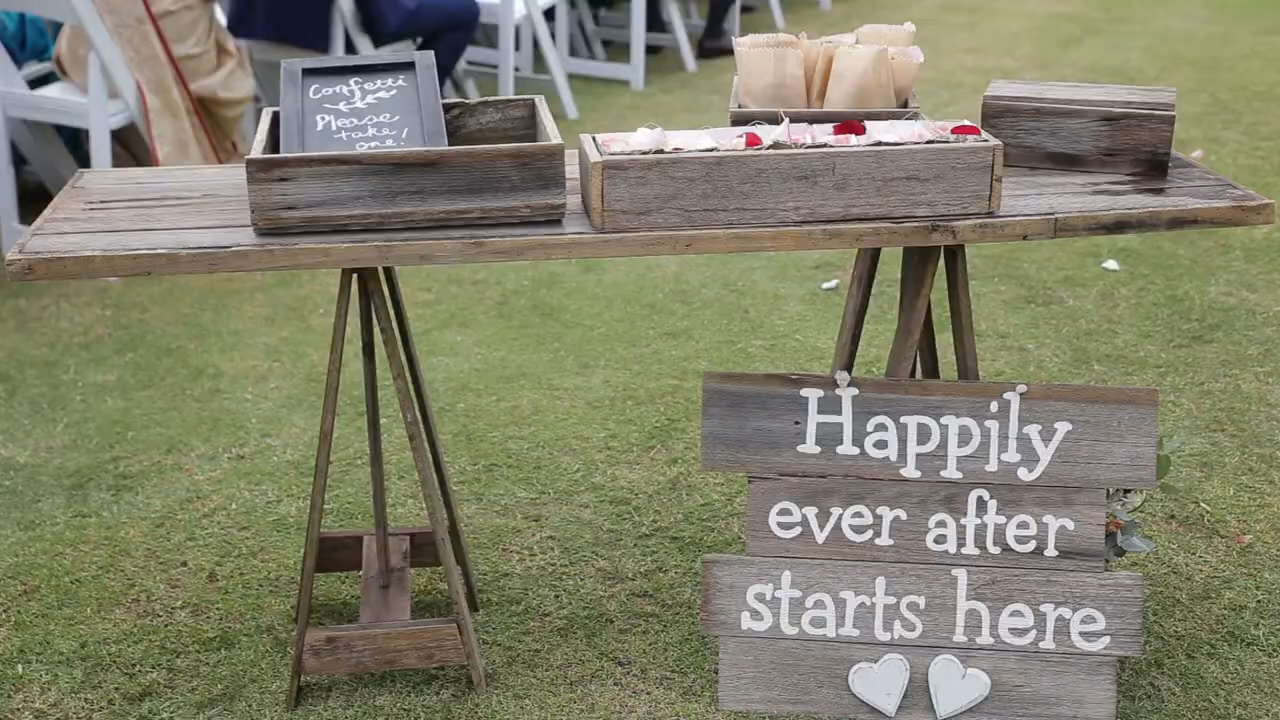 Confetti
Please
take
one!
Happily
ever after
starts here